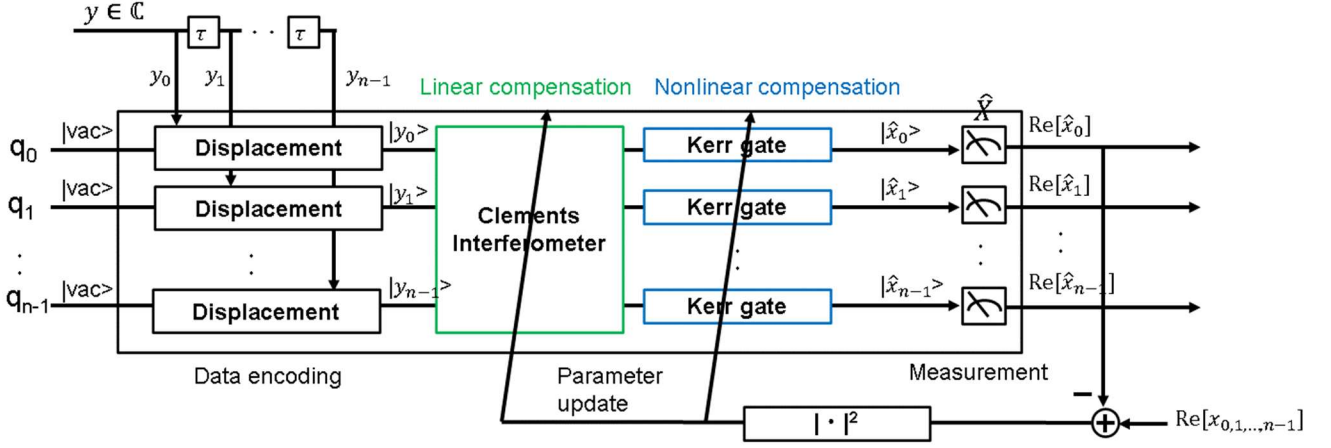 y ∈ ℂ
τ · · τ
y₀ y₁ yₙ₋₁
Linear compensation Nonlinear compensation
X̂
q₀ |vac> Displacement |y₀> Kerr gate |x̂₀> Re[x̂₀]
q₁ |vac> Displacement |y₁> Kerr gate |x̂₁> Re[x̂₁]
Clements
Interferometer
qₙ₋₁ |vac> Displacement |yₙ₋₁> Kerr gate |x̂ₙ₋₁> Re[x̂ₙ₋₁]
Data encoding Parameter Measurement
update
−
| · |² + Re[x₀,₁,…,ₙ₋₁]